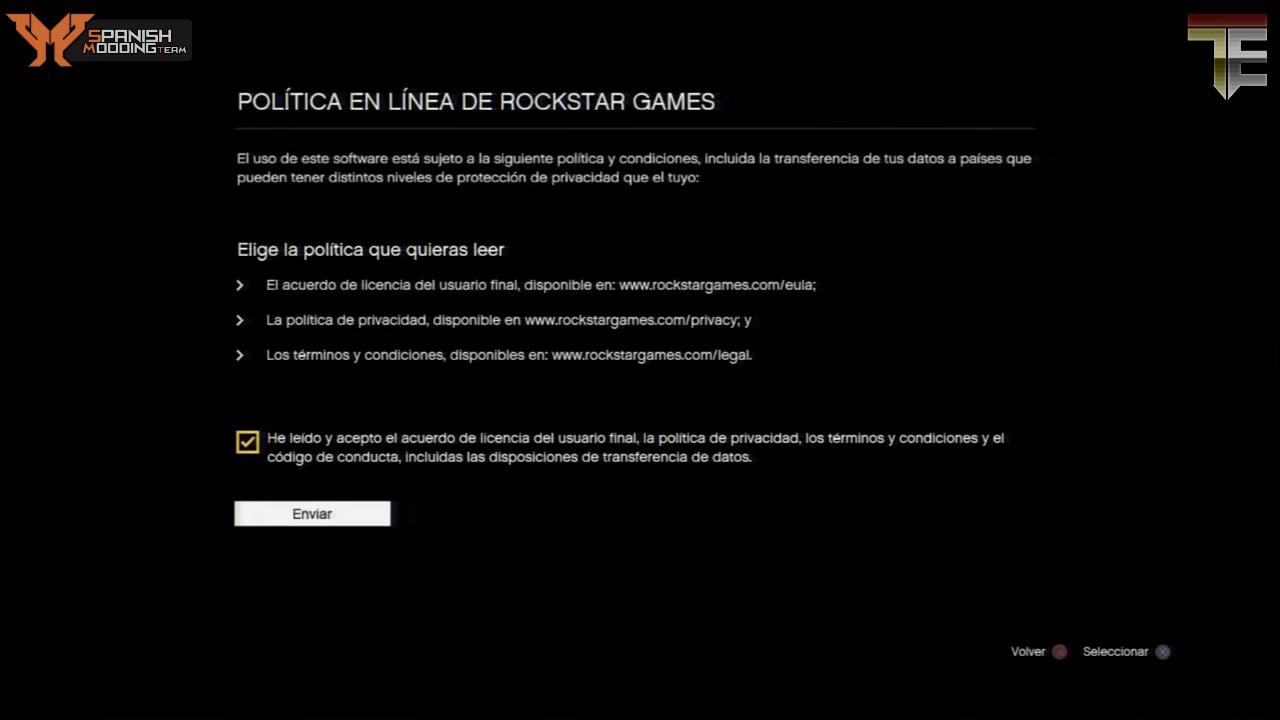 SPANISH
MODDING TEAM
TE
POLÍTICA EN LÍNEA DE ROCKSTAR GAMES
El uso de este software está sujeto a la siguiente política y condiciones, incluida la transferencia de tus datos a países que
pueden tener distintos niveles de protección de privacidad que el tuyo:
Elige la política que quieras leer
El acuerdo de licencia del usuario final, disponible en: www.rockstargames.com/eula;
La política de privacidad, disponible en www.rockstargames.com/privacy; y
Los términos y condiciones, disponibles en: www.rockstargames.com/legal.
He leído y acepto el acuerdo de licencia del usuario final, la política de privacidad, los términos y condiciones y el
código de conducta, incluidas las disposiciones de transferencia de datos.
Enviar
Volver Seleccionar